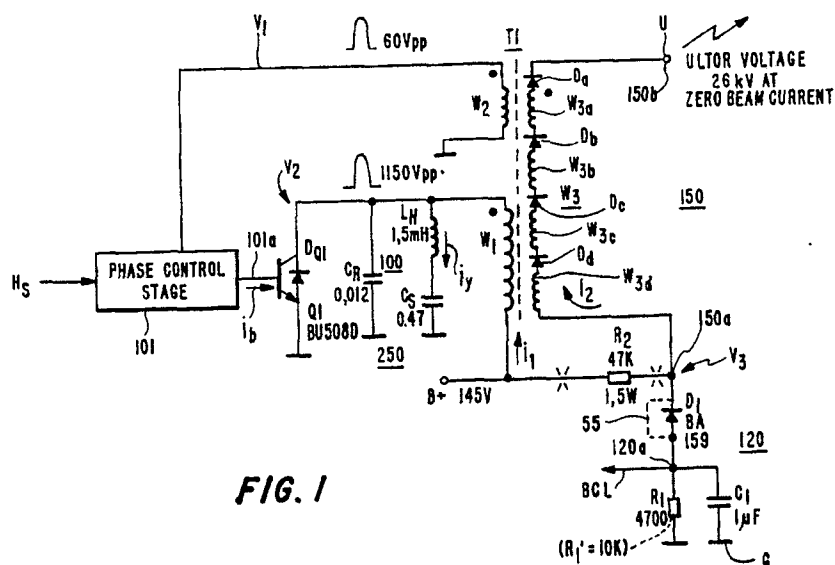 V1
60Vpp
T1
U
ULTOR VOLTAGE
26kV AT
ZERO BEAM CURRENT
150b
Da
W2
W3a
Db
W3b
V2
1150Vpp
W3
Dc
150
LH
1,5mH
W1
W3c
Dd
HS
PHASE CONTROL
STAGE
101
101a
DQ1
ib
Q1
BU508D
CR
0,012
100
iy
CS
0.47
250
W3d
i2
i1
R2
47K
1,5W
150a
V3
B+
145V
55
D1
BA
159
120
120a
BCL
R1
4700
C1
1µF
(R1'=10K)
G
FIG. 1